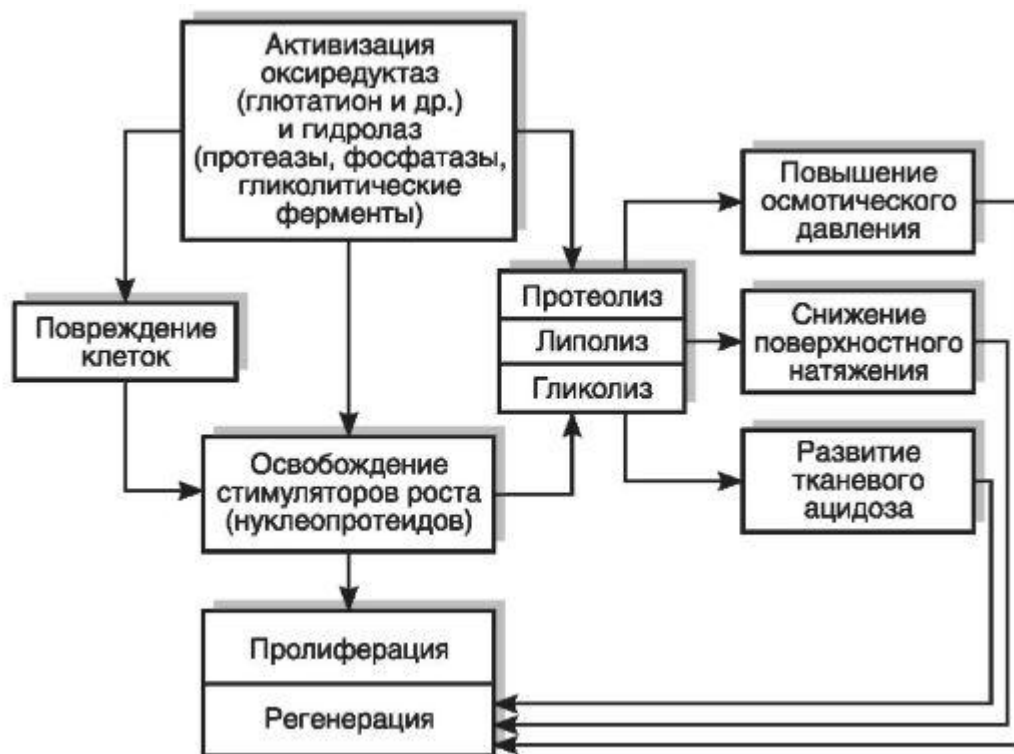 Активизация
оксиредуктаз
(глютатион и др.)
и гидролаз
(протеазы, фосфатазы,
гликолитические
ферменты)
Повреждение
клеток
Освобождение
стимуляторов роста
(нуклеопротеидов)
Протеолиз
Липолиз
Гликолиз
Повышение
осмотического
давления
Снижение
поверхностного
натяжения
Развитие
тканевого
ацидоза
Пролиферация
Регенерация